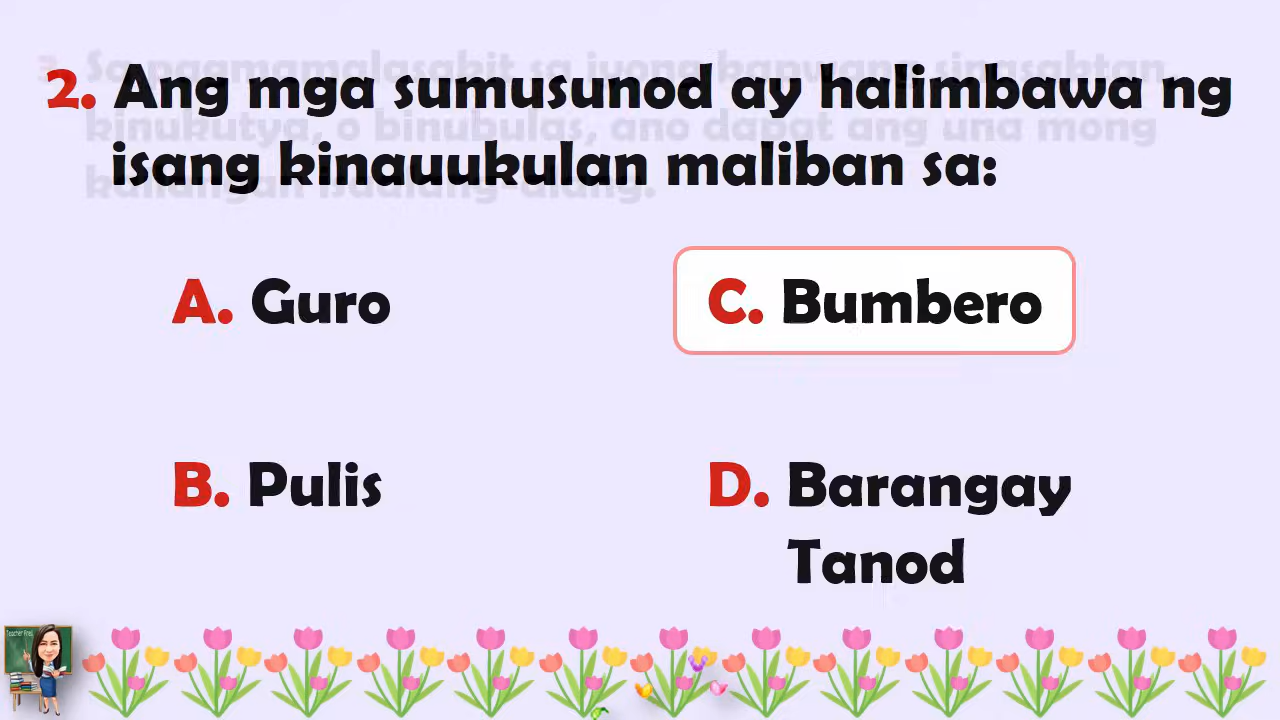 2. Ang mga sumusunod ay halimbawa ng
isang kinauukulan maliban sa:
A. Guro
C. Bumbero
B. Pulis
D. Barangay
Tanod